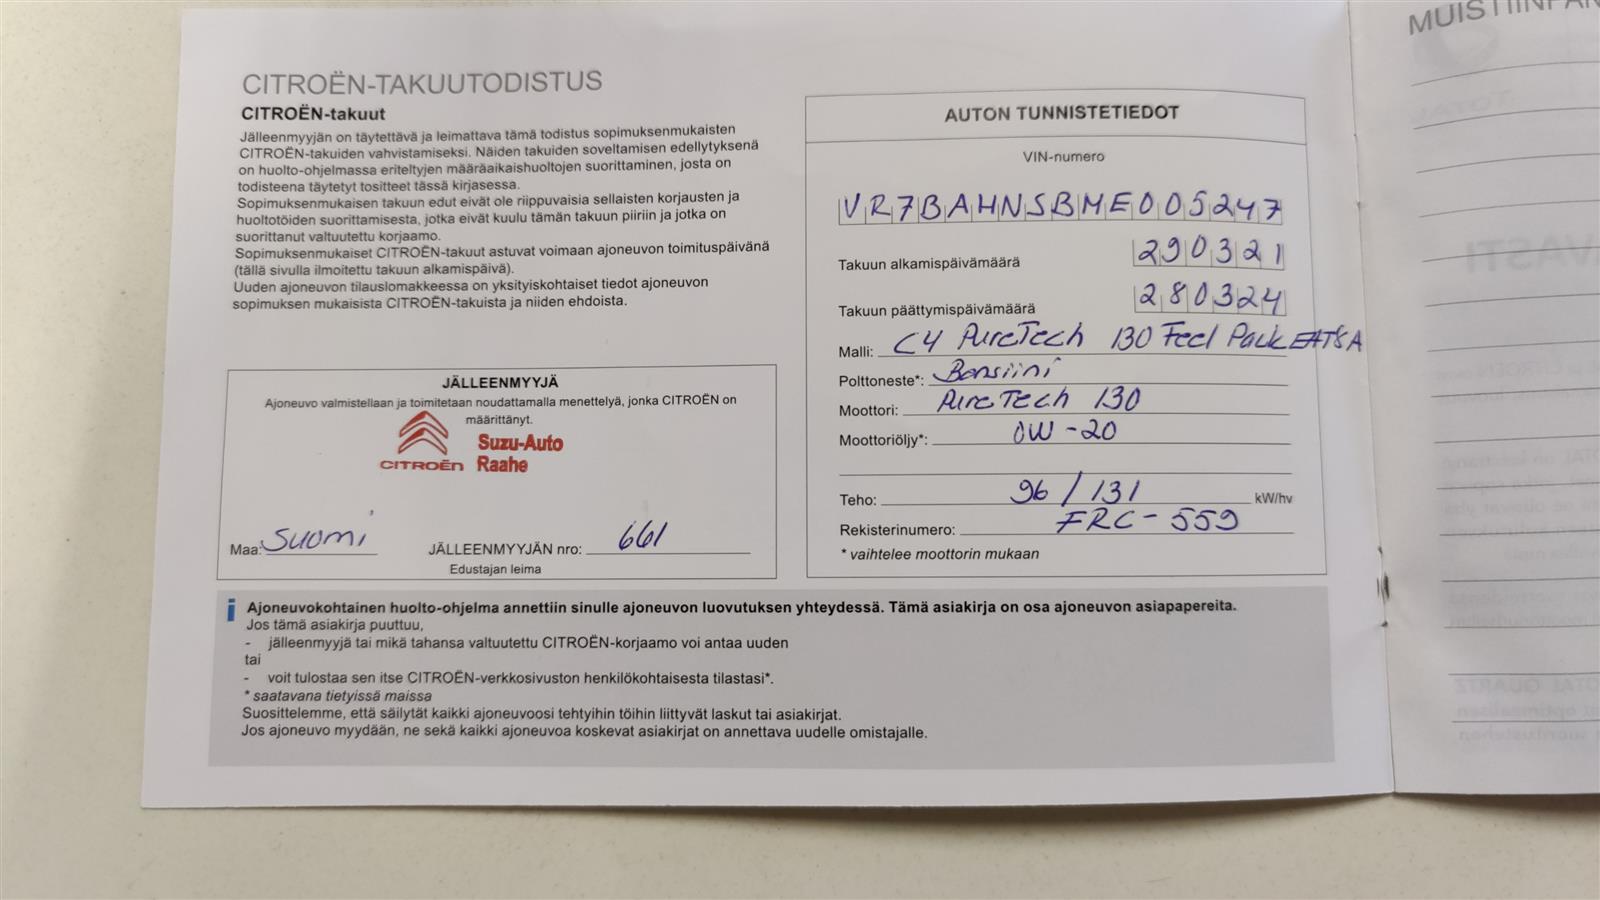 CITROËN-TAKUUTODISTUS
CITROËN-takuut
Jälleenmyyjän on täytettävä ja leimattava tämä todistus sopimuksenmukaisten
CITROËN-takuiden vahvistamiseksi. Näiden takuiden soveltamisen edellytyksenä
on huolto-ohjelmassa eriteltyjen määräaikaishuoltojen suorittaminen, josta on
todisteena täytetyt tositteet tässä kirjasessa.
Sopimuksenmukaisen takuun edut eivät ole riippuvaisia sellaisten korjausten ja
huoltotöiden suorittamisesta, jotka eivät kuulu tämän takuun piiriin ja jotka on
suorittanut valtuutettu korjaamo.
Sopimuksenmukaiset CITROËN-takuut astuvat voimaan ajoneuvon toimituspäivänä
(tällä sivulla ilmoitettu takuun alkamispäivä).
Uuden ajoneuvon tilauslomakkeessa on yksityiskohtaiset tiedot ajoneuvon
sopimuksen mukaisista CITROËN-takuista ja niiden ehdoista.
JÄLLEENMYYJÄ
Ajoneuvo valmistellaan ja toimitetaan noudattamalla menettelyä, jonka CITROËN on
määrittänyt.
Suzu-Auto
CITROËN Raahe
Maa: Suomi JÄLLEENMYYJÄN nro: 661
Edustajan leima
AUTON TUNNISTETIEDOT
VIN-numero
VR7BAHNSBME005247
Takuun alkamispäivämäärä 290321
Takuun päättymispäivämäärä 280324
Malli: C4 PureTech 130 Feel Pack EAT8A
Polttoneste*: Bensiini
Moottori: PureTech 130
Moottoriöljy*: 0W-20
Teho: 96 / 131 kW/hv
Rekisterinumero: FRC-559
* vaihtelee moottorin mukaan
i Ajoneuvokohtainen huolto-ohjelma annettiin sinulle ajoneuvon luovutuksen yhteydessä. Tämä asiakirja on osa ajoneuvon asiapapereita.
Jos tämä asiakirja puuttuu,
- jälleenmyyjä tai mikä tahansa valtuutettu CITROËN-korjaamo voi antaa uuden
tai
- voit tulostaa sen itse CITROËN-verkkosivuston henkilökohtaisesta tilastasi*.
* saatavana tietyissä maissa
Suosittelemme, että säilytät kaikki ajoneuvoosi tehtyihin töihin liittyvät laskut tai asiakirjat.
Jos ajoneuvo myydään, ne sekä kaikki ajoneuvoa koskevat asiakirjat on annettava uudelle omistajalle.